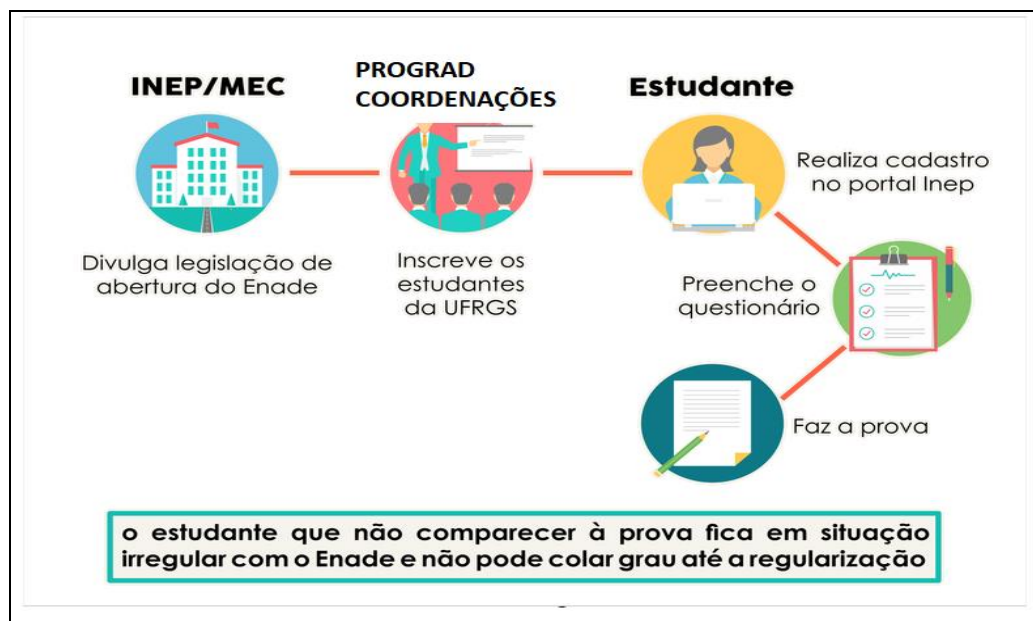 INEP/MEC
Divulga legislação de
abertura do Enade
PROGRAD
COORDENAÇÕES
Inscreve os
estudantes
da UFRGS
Estudante
Realiza cadastro
no portal Inep
Preenche o
questionário
Faz a prova
o estudante que não comparecer à prova fica em situação
irregular com o Enade e não pode colar grau até a regularização